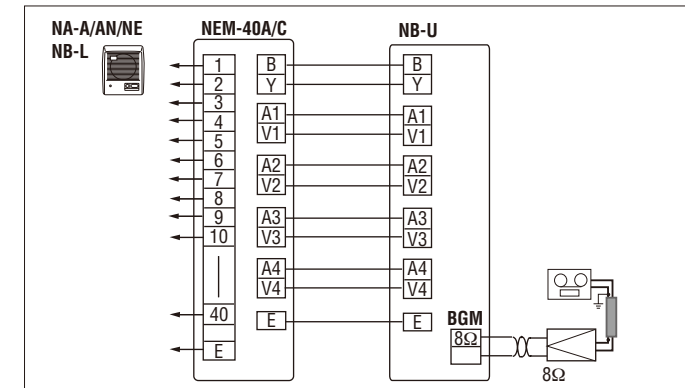 NA-A/AN/NE
NB-L
NEM-40A/C
NB-U
1
2
3
4
5
6
7
8
9
10
40
E
B
Y
A1
V1
A2
V2
A3
V3
A4
V4
E
B
Y
A1
V1
A2
V2
A3
V3
A4
V4
E
BGM
8Ω
8Ω